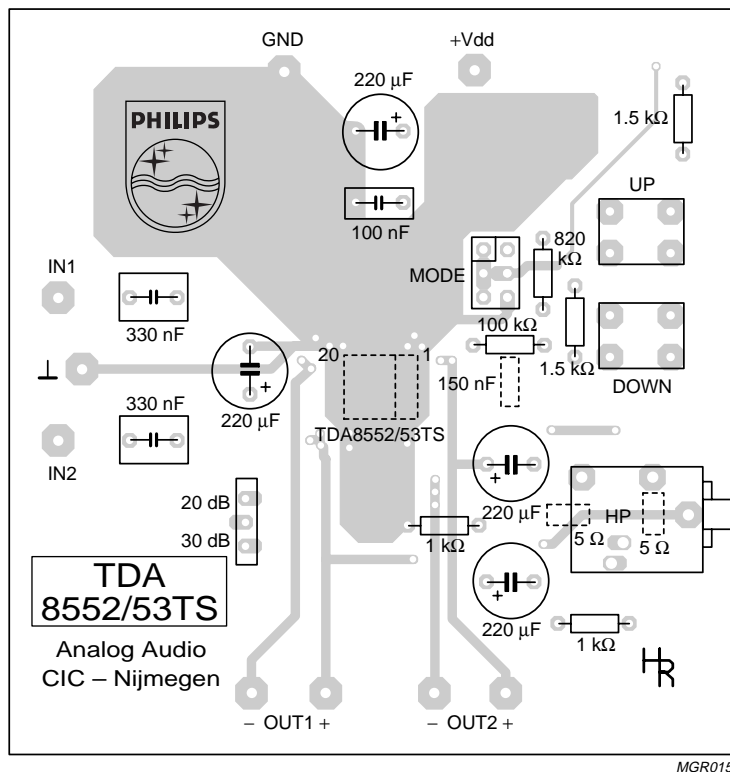 GND
+Vdd
220 µF
+
PHILIPS
1.5 kΩ
100 nF
UP
820
kΩ
MODE
IN1
330 nF
100 kΩ
20
1
⊥
1.5 kΩ
DOWN
150 nF
+
330 nF
220 µF
TDA8552/53TS
IN2
+
220 µF
20 dB
HP
30 dB
1 kΩ
5 Ω
5 Ω
TDA
8552/53TS
+
220 µF
1 kΩ
Analog Audio
CIC – Nijmegen
HR
– OUT1 +
– OUT2 +
MGR015